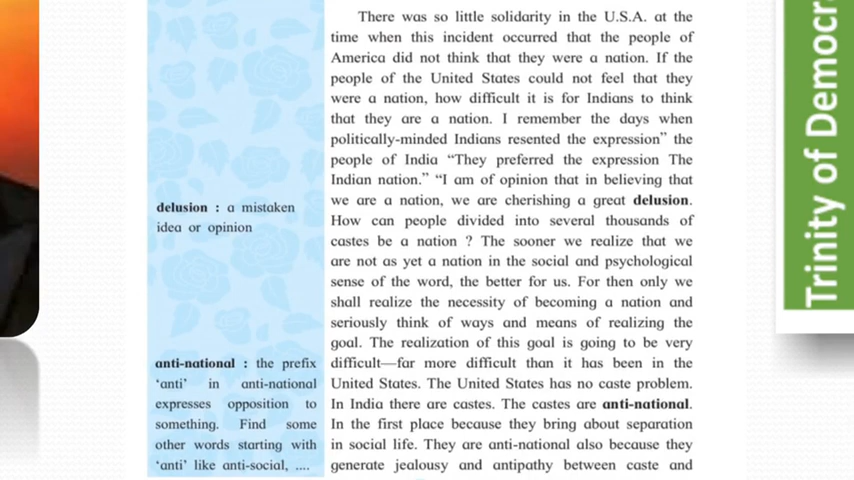 There was so little solidarity in the U.S.A. at the
time when this incident occurred that the people of
America did not think that they were a nation. If the
people of the United States could not feel that they
were a nation, how difficult it is for Indians to think
that they are a nation. I remember the days when
politically-minded Indians resented the expression” the
people of India “They preferred the expression The
Indian nation.” “I am of opinion that in believing that
we are a nation, we are cherishing a great delusion.
How can people divided into several thousands of
castes be a nation ? The sooner we realize that we
are not as yet a nation in the social and psychological
sense of the word, the better for us. For then only we
shall realize the necessity of becoming a nation and
seriously think of ways and means of realizing the
goal. The realization of this goal is going to be very
difficult—far more difficult than it has been in the
United States. The United States has no caste problem.
In India there are castes. The castes are anti-national.
In the first place because they bring about separation
in social life. They are anti-national also because they
generate jealousy and antipathy between caste and
delusion : a mistaken
idea or opinion
anti-national : the prefix
‘anti’ in anti-national
expresses opposition to
something. Find some
other words starting with
‘anti’ like anti-social, ....
Trinity of Democr